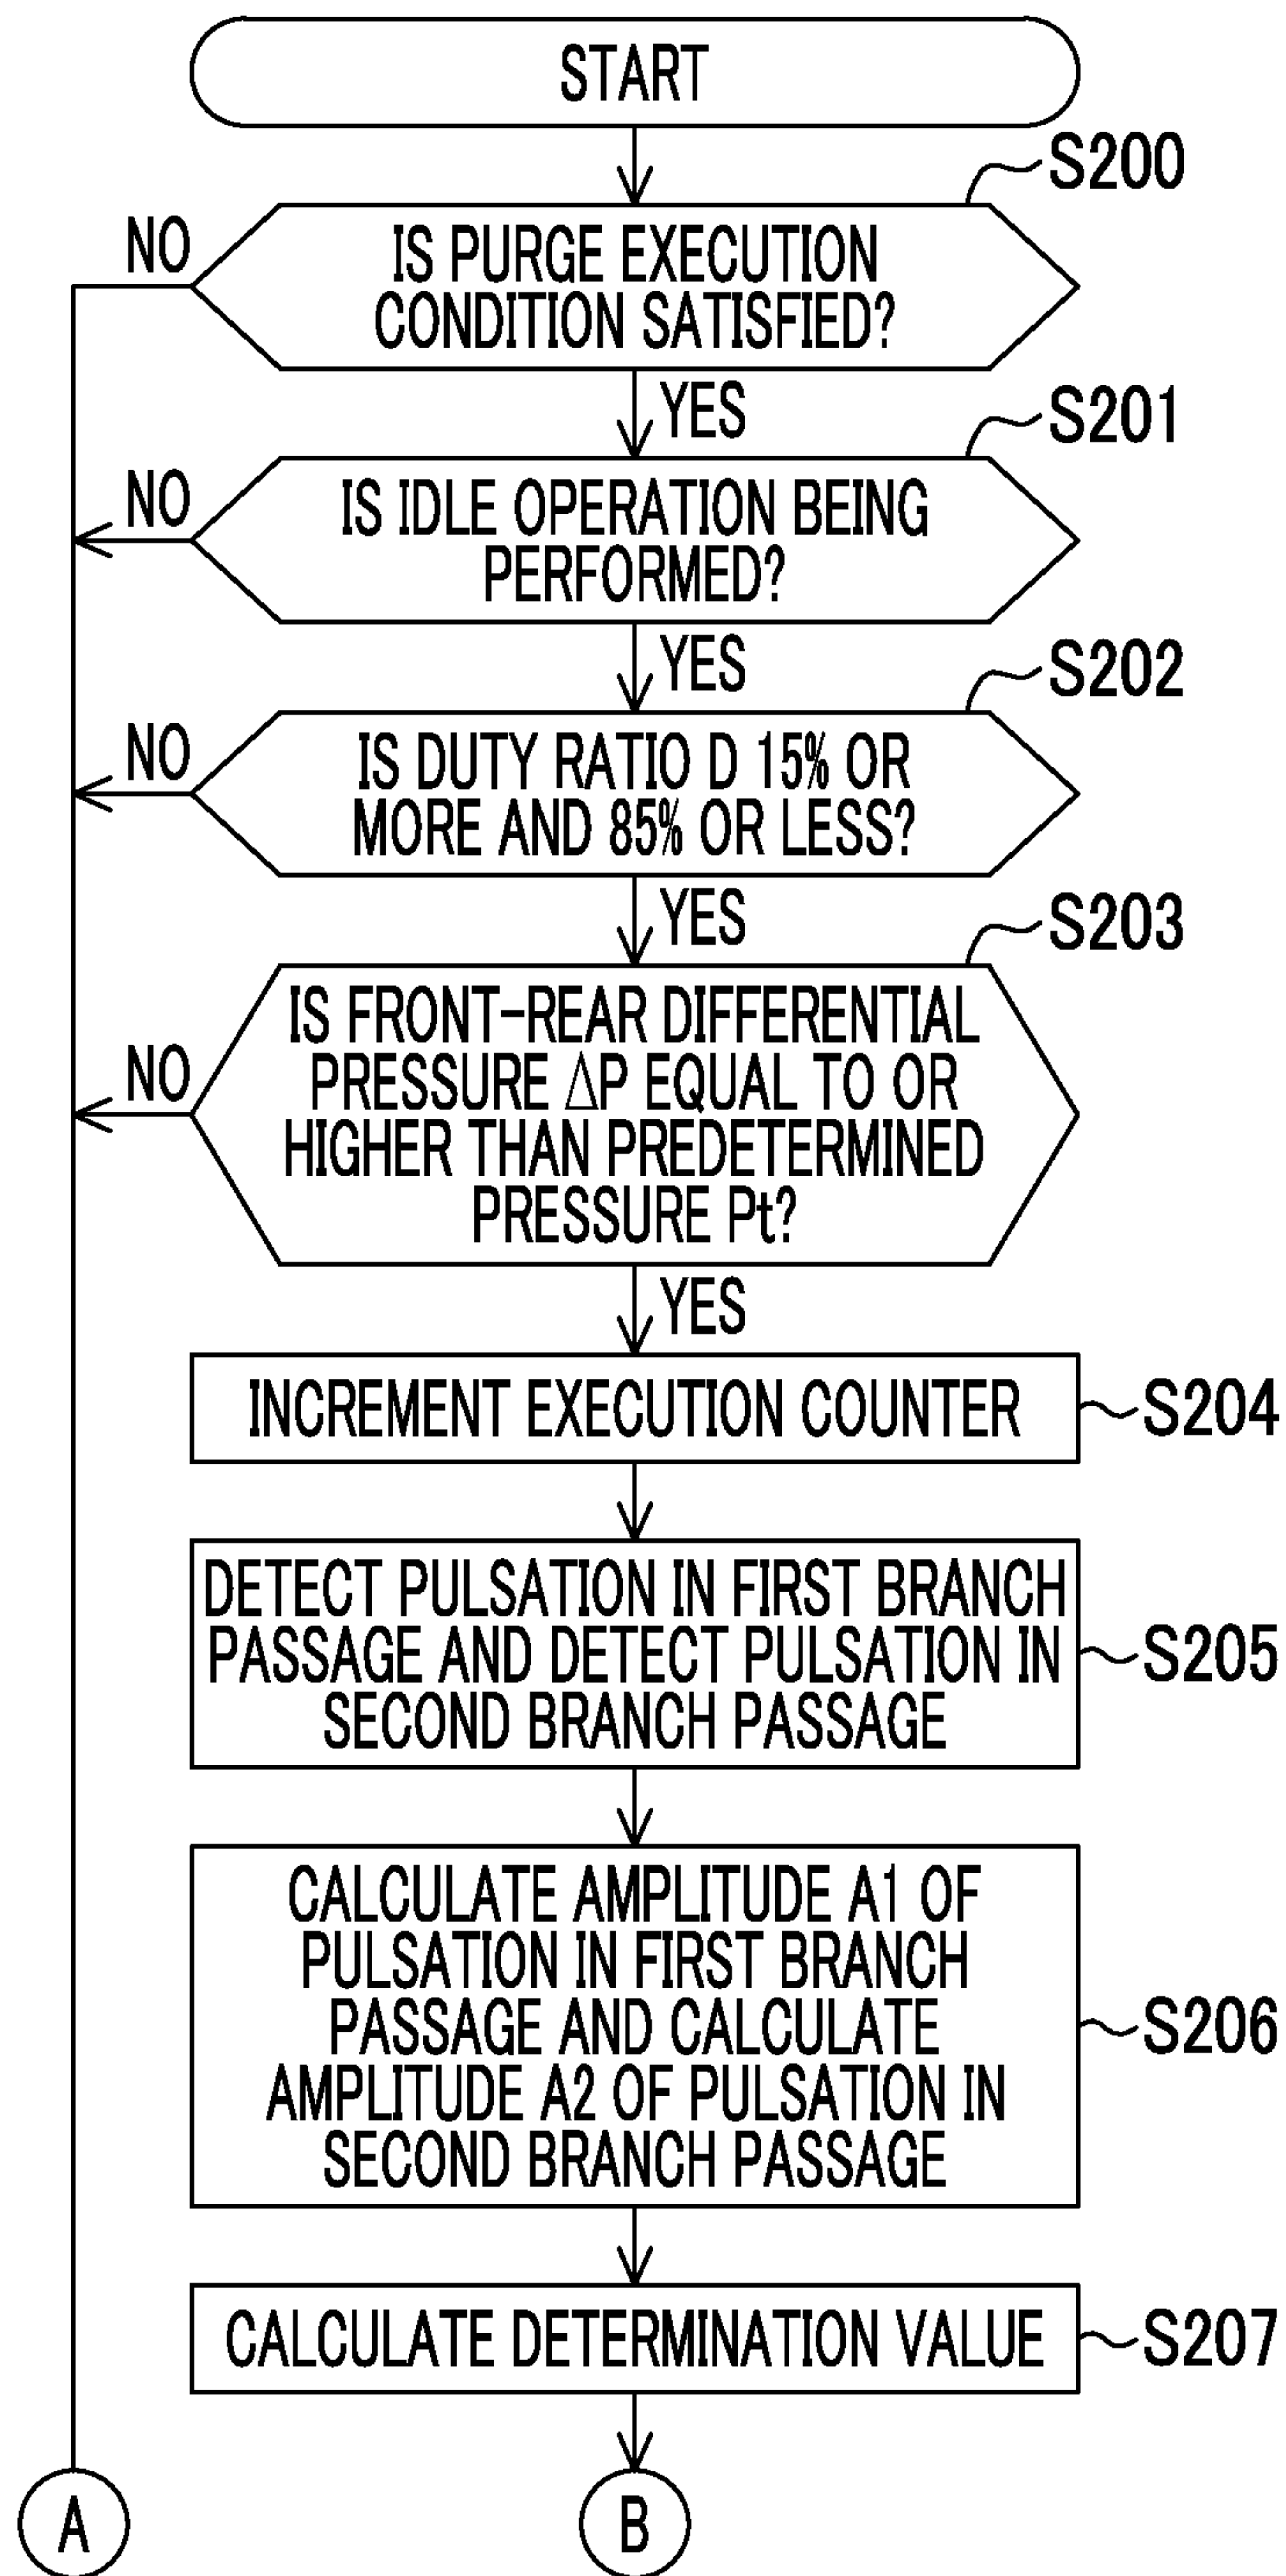 START
S200
NO
IS PURGE EXECUTION
CONDITION SATISFIED?
YES
S201
NO
IS IDLE OPERATION BEING
PERFORMED?
YES
S202
NO
IS DUTY RATIO D 15% OR
MORE AND 85% OR LESS?
YES
S203
NO
IS FRONT-REAR DIFFERENTIAL
PRESSURE ΔP EQUAL TO OR
HIGHER THAN PREDETERMINED
PRESSURE Pt?
YES
INCREMENT EXECUTION COUNTER
S204
DETECT PULSATION IN FIRST BRANCH
PASSAGE AND DETECT PULSATION IN
SECOND BRANCH PASSAGE
S205
CALCULATE AMPLITUDE A1 OF
PULSATION IN FIRST BRANCH
PASSAGE AND CALCULATE
AMPLITUDE A2 OF PULSATION IN
SECOND BRANCH PASSAGE
S206
CALCULATE DETERMINATION VALUE
S207
A
B